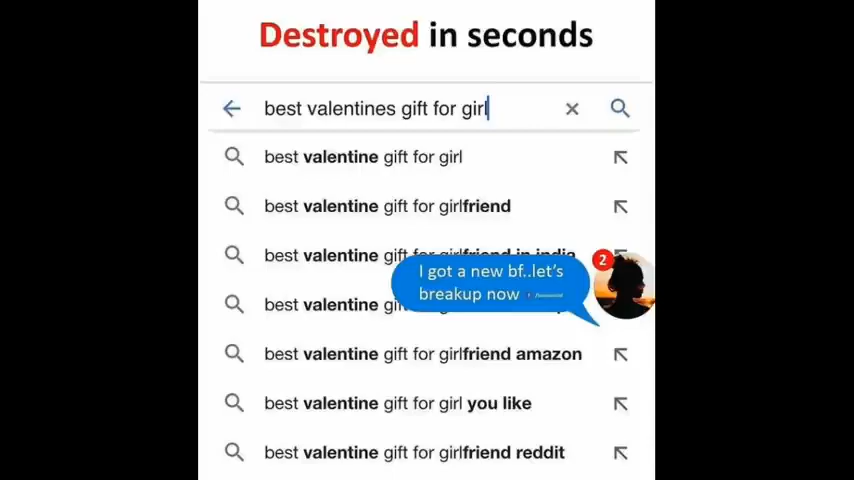 Destroyed in seconds
best valentines gift for girl
best valentine gift for girl
best valentine gift for girlfriend
best valentine gift for girlfriend in india
2
I got a new bf..let's
breakup now
best valentine
best valentine gift for girlfriend amazon
best valentine gift for girl you like
best valentine gift for girlfriend reddit